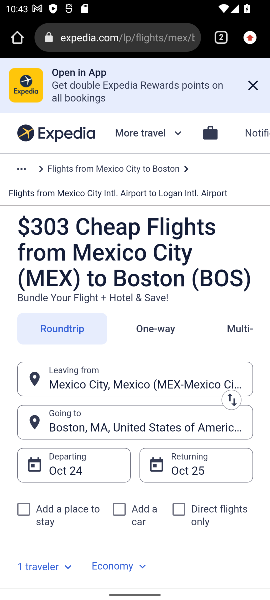 10:43
expedia.com/lp/flights/mex/b
2
Open in App
Get double Expedia Rewards points on
all bookings
Expedia
Expedia
More travel
Notifi
Flights from Mexico City to Boston
Flights from Mexico City Intl. Airport to Logan Intl. Airport
$303 Cheap Flights
from Mexico City
(MEX) to Boston (BOS)
Bundle Your Flight + Hotel & Save!
Roundtrip
One-way
Multi-
Leaving from
Mexico City, Mexico (MEX-Mexico Ci...
Going to
Boston, MA, United States of Americ...
Departing
Oct 24
Returning
Oct 25
Add a place to
stay
Add a
car
Direct flights
only
1 traveler
Economy